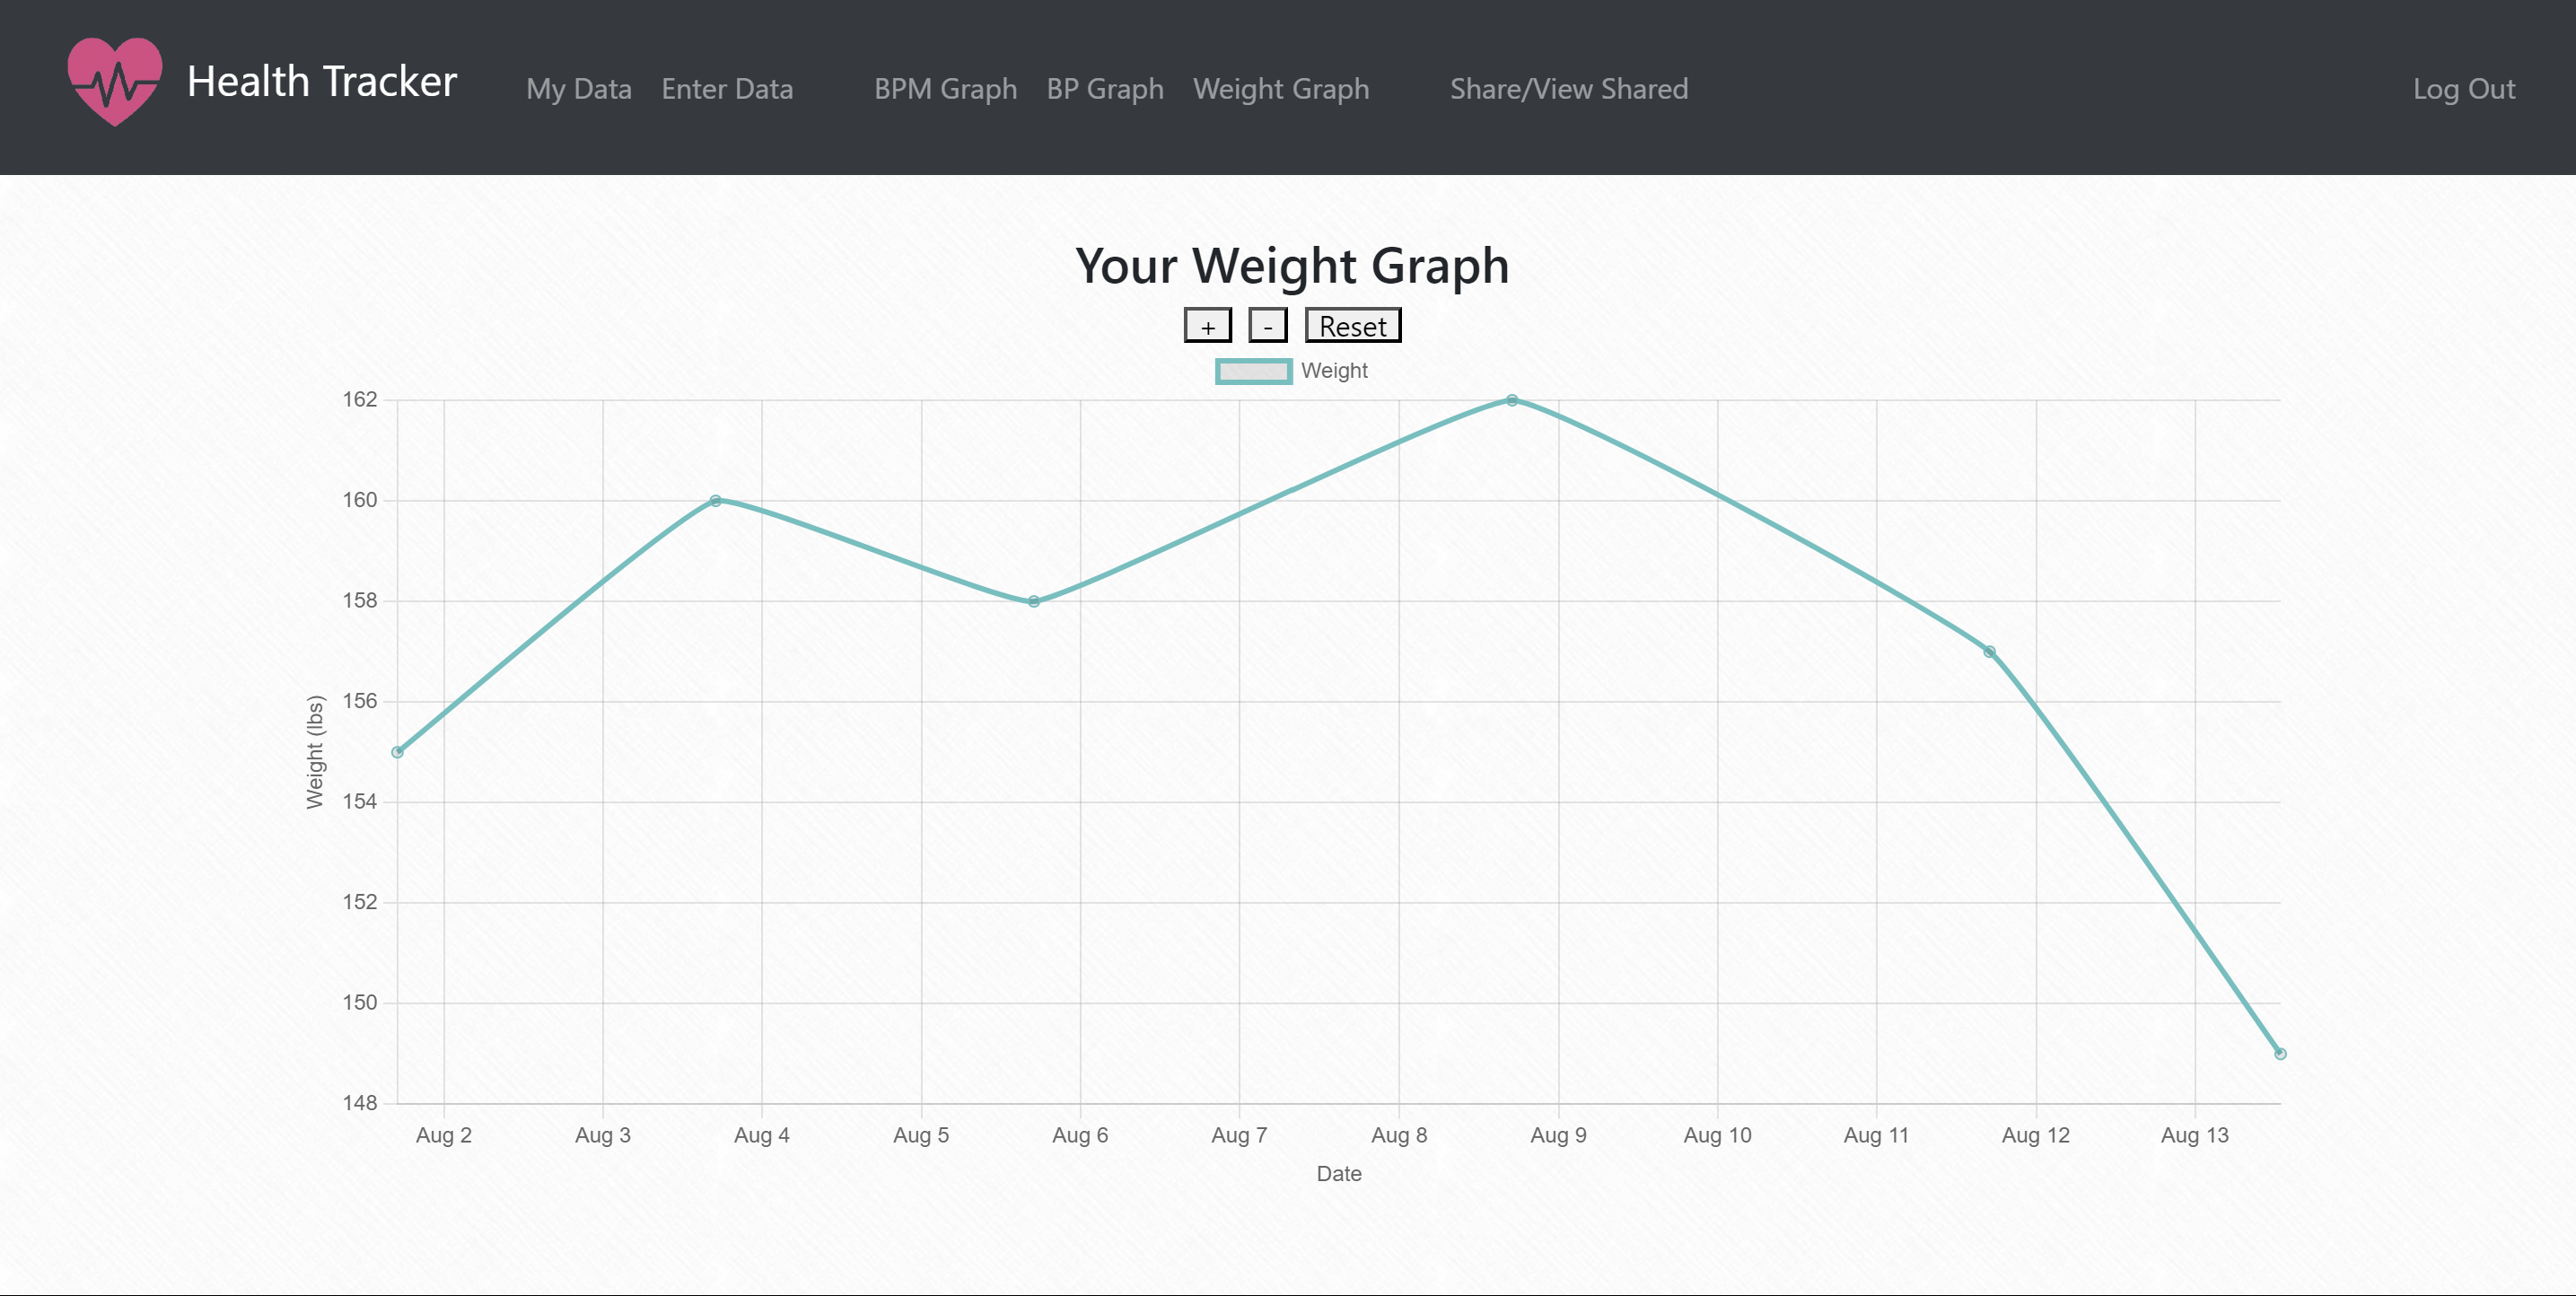 Health Tracker My Data Enter Data BPM Graph BP Graph Weight Graph Share/View Shared Log Out
Your Weight Graph
+ - Reset
Weight
162
160
158
156
154
152
150
148
Weight (lbs)
Aug 2 Aug 3 Aug 4 Aug 5 Aug 6 Aug 7 Aug 8 Aug 9 Aug 10 Aug 11 Aug 12 Aug 13
Date